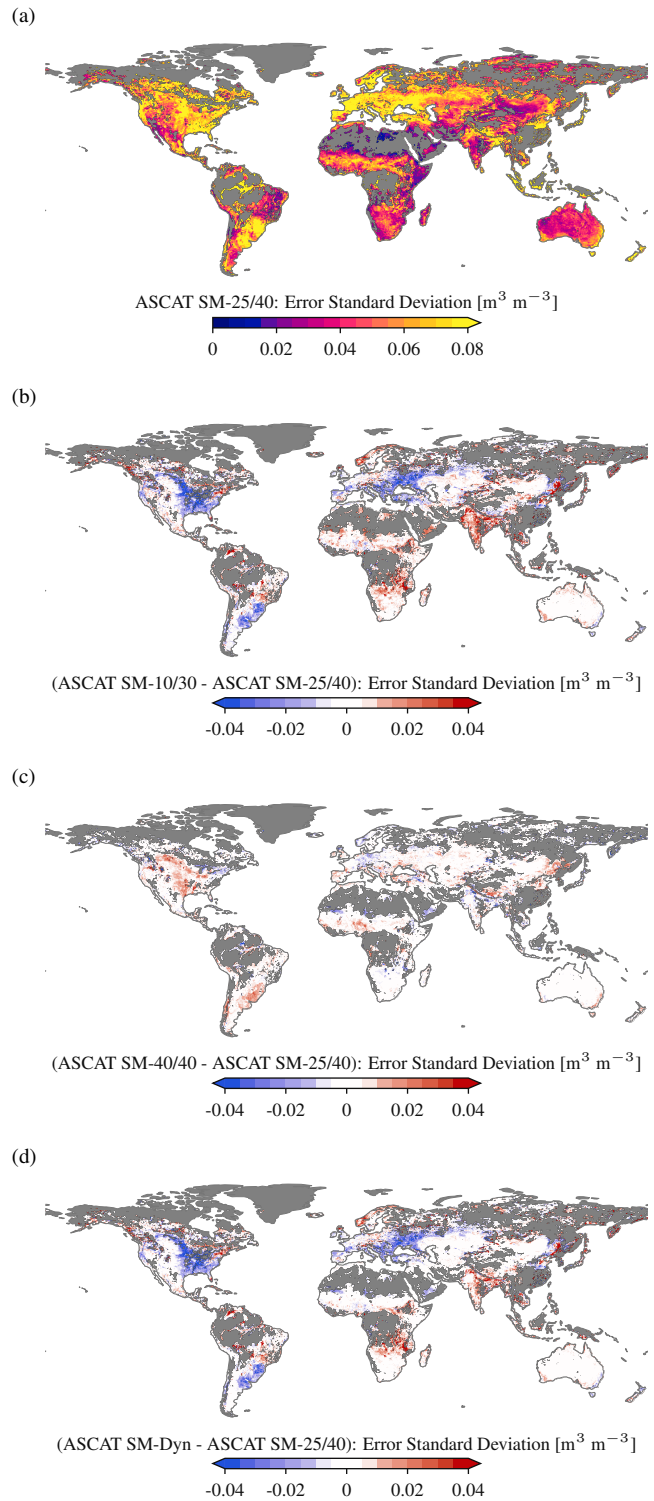 (a)
ASCAT SM-25/40: Error Standard Deviation [m³ m⁻³]
0 0.02 0.04 0.06 0.08
(b)
(ASCAT SM-10/30 - ASCAT SM-25/40): Error Standard Deviation [m³ m⁻³]
-0.04 -0.02 0 0.02 0.04
(c)
(ASCAT SM-40/40 - ASCAT SM-25/40): Error Standard Deviation [m³ m⁻³]
-0.04 -0.02 0 0.02 0.04
(d)
(ASCAT SM-Dyn - ASCAT SM-25/40): Error Standard Deviation [m³ m⁻³]
-0.04 -0.02 0 0.02 0.04